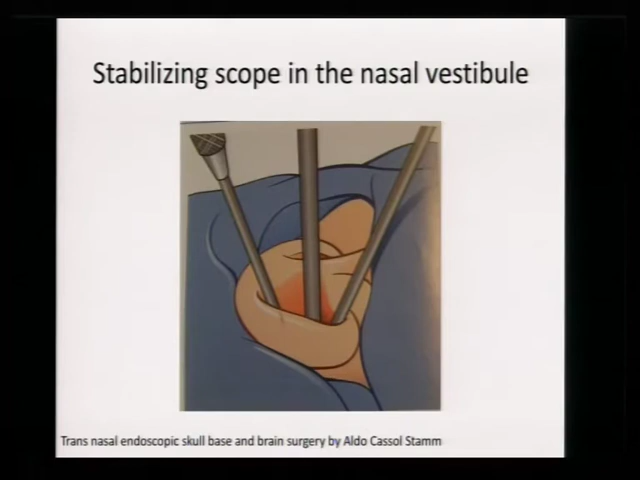 Stabilizing scope in the nasal vestibule
Trans nasal endoscopic skull base and brain surgery by Aldo Cassol Stamm